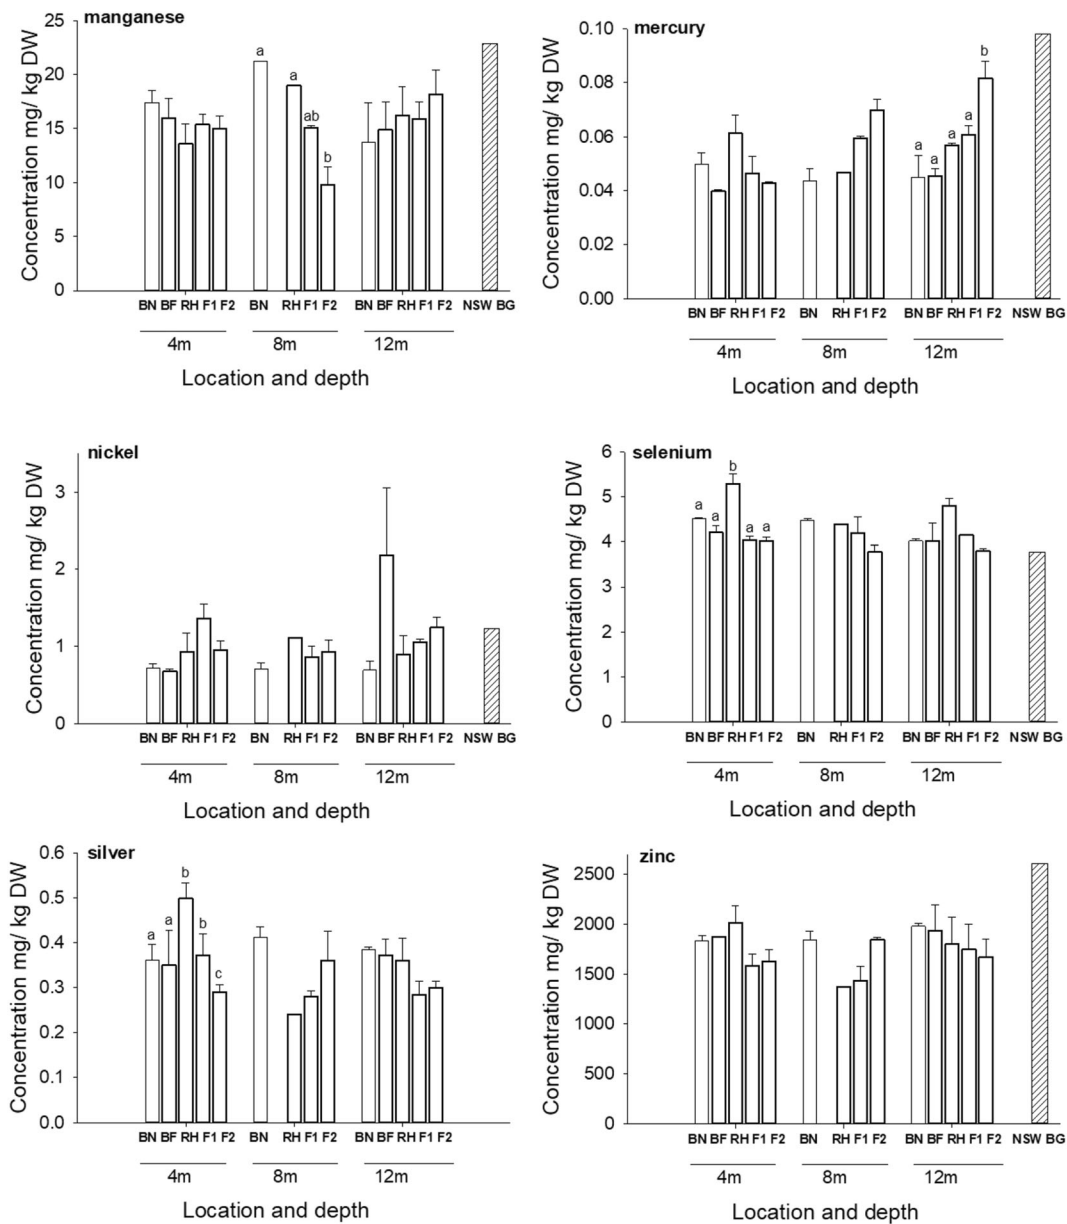 manganese
Concentration mg/ kg DW
25
20
15
10
5
0
a
a
ab
b
BN BF RH F1 F2 BN RH F1 F2 BN BF RH F1 F2 NSW BG
4m 8m 12m
Location and depth
mercury
Concentration mg/ kg DW
0.10
0.08
0.06
0.04
0.02
0.00
a
a
a
a
b
BN BF RH F1 F2 BN RH F1 F2 BN BF RH F1 F2 NSW BG
4m 8m 12m
Location and depth
nickel
Concentration mg/ kg DW
3
2
1
0
BN BF RH F1 F2 BN RH F1 F2 BN BF RH F1 F2 NSW BG
4m 8m 12m
Location and depth
selenium
Concentration mg/ kg DW
6
5
4
3
2
1
0
a
a
b
a
a
BN BF RH F1 F2 BN RH F1 F2 BN BF RH F1 F2 NSW BG
4m 8m 12m
Location and depth
silver
Concentration mg/ kg DW
0.6
0.5
0.4
0.3
0.2
0.1
0.0
a
a
b
b
c
BN BF RH F1 F2 BN RH F1 F2 BN BF RH F1 F2
4m 8m 12m
Location and depth
zinc
Concentration mg/ kg DW
2500
2000
1500
1000
500
0
BN BF RH F1 F2 BN RH F1 F2 BN BF RH F1 F2 NSW BG
4m 8m 12m
Location and depth